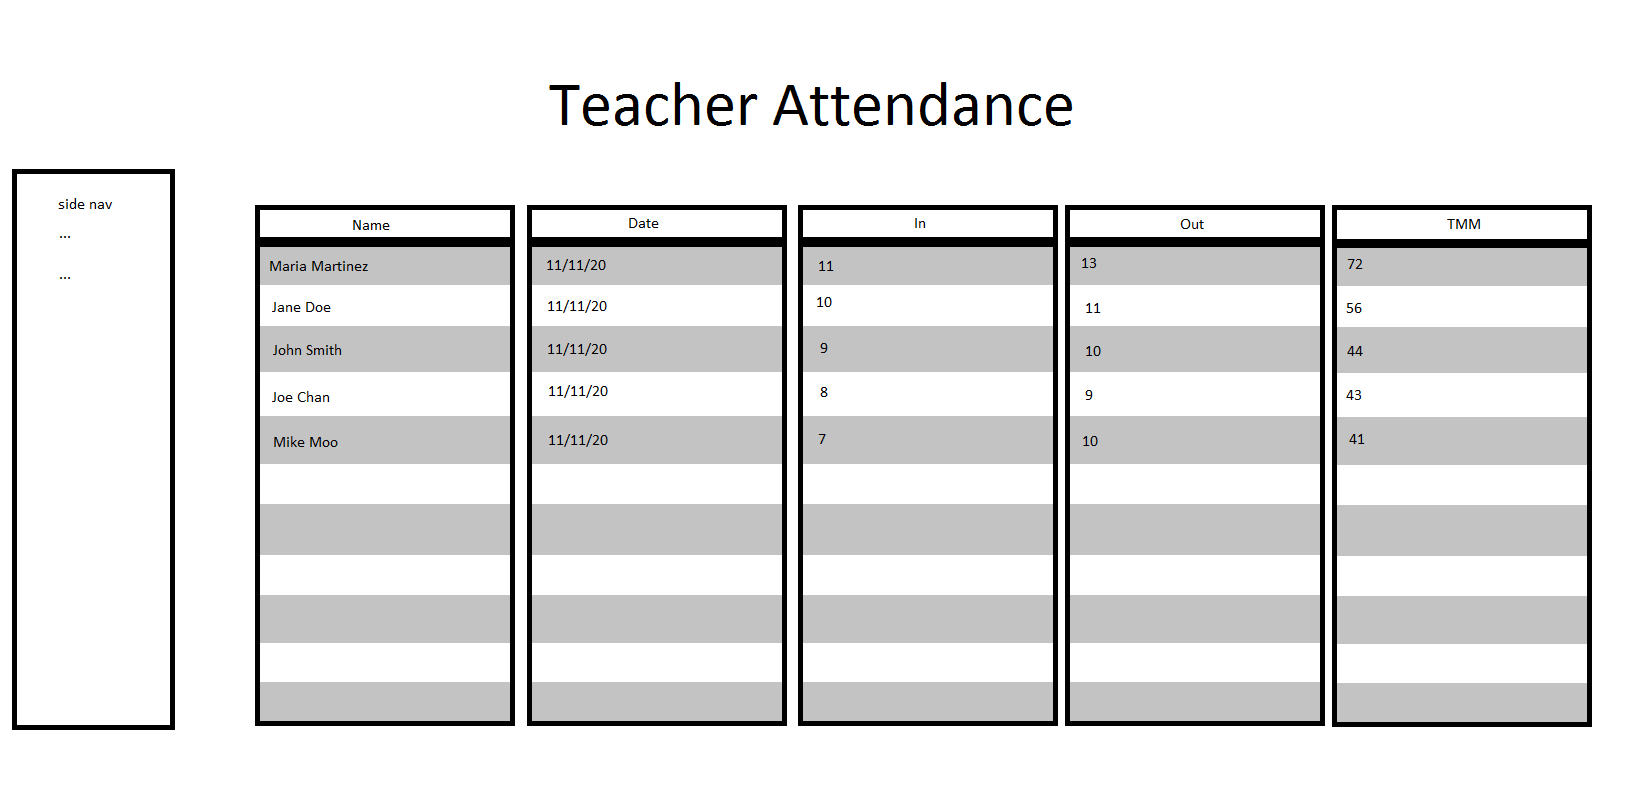 Teacher Attendance
side nav
...
...
Name Date In Out TMM
Maria Martinez 11/11/20 11 13 72
Jane Doe 11/11/20 10 11 56
John Smith 11/11/20 9 10 44
Joe Chan 11/11/20 8 9 43
Mike Moo 11/11/20 7 10 41